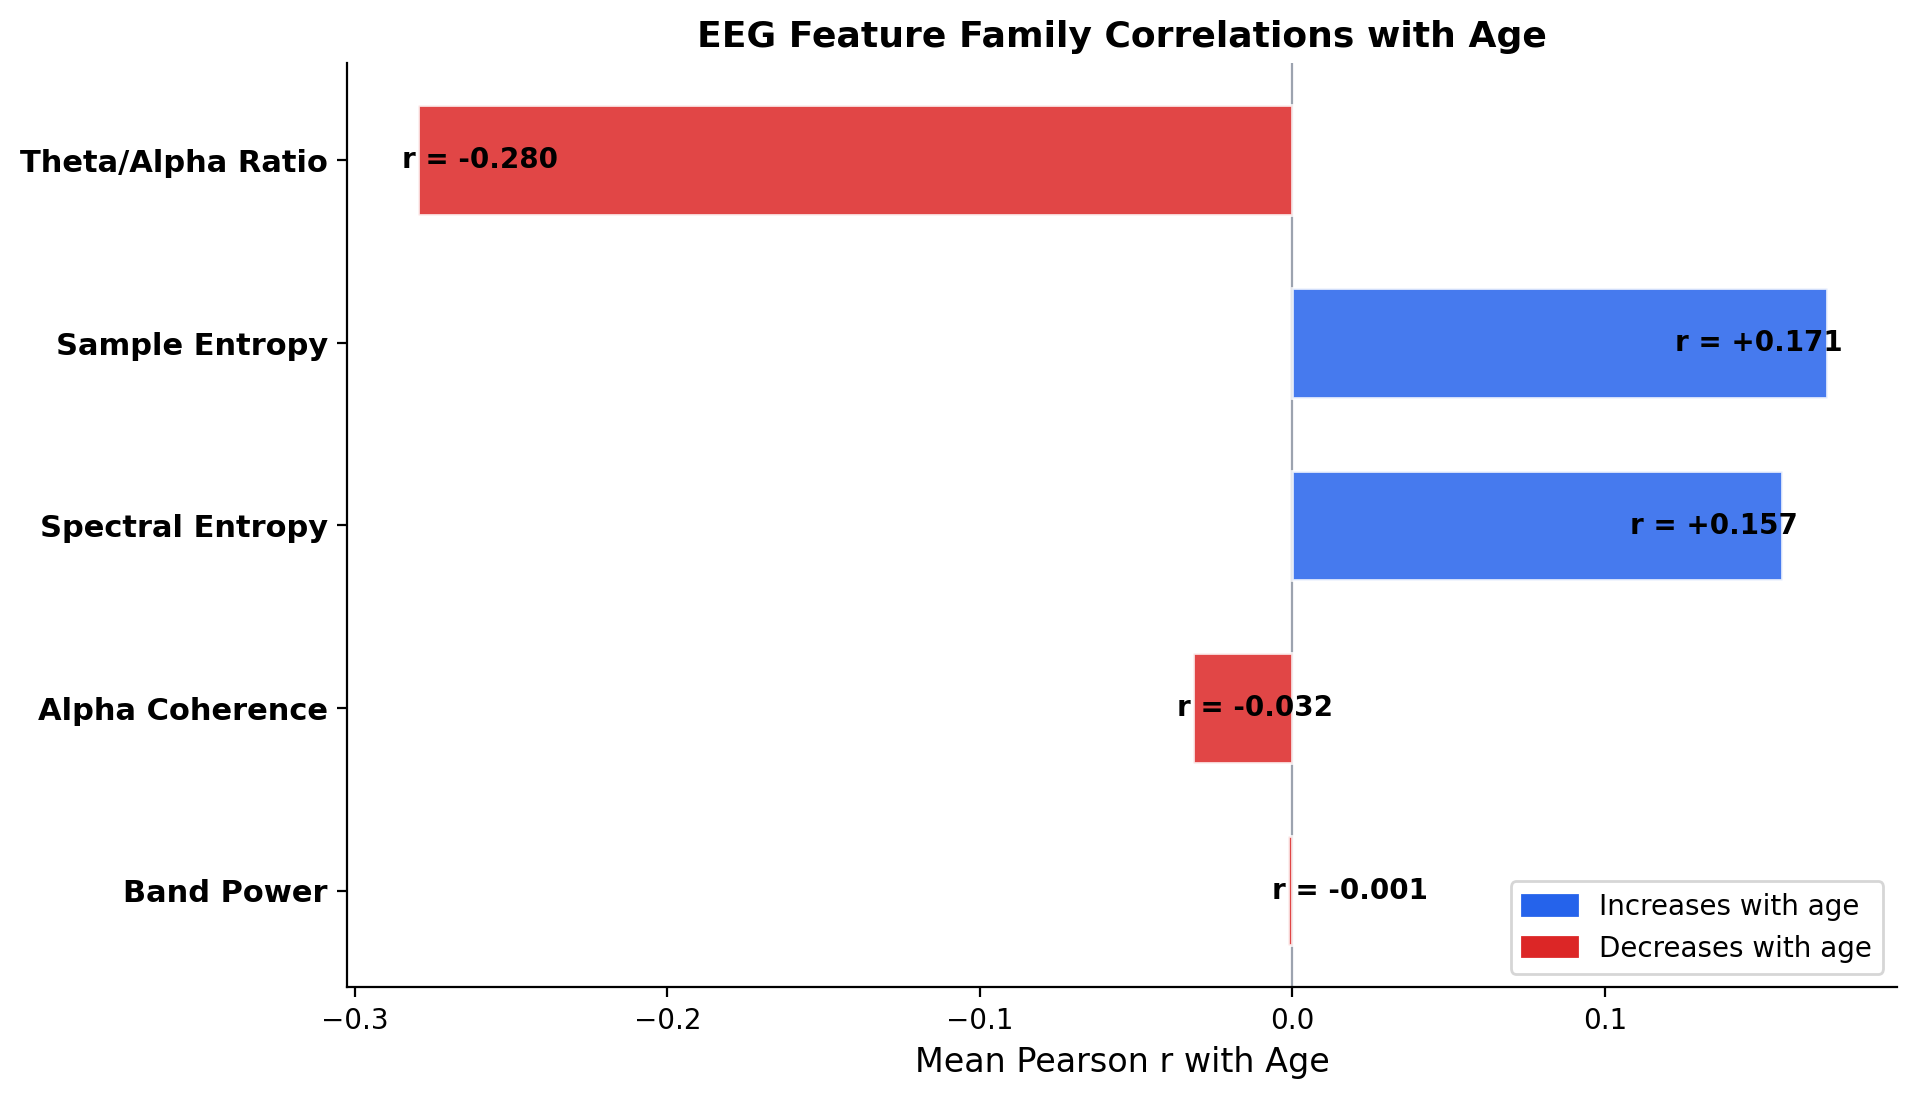 EEG Feature Family Correlations with Age
Theta/Alpha Ratio
r = -0.280
Sample Entropy
r = +0.171
Spectral Entropy
r = +0.157
Alpha Coherence
r = -0.032
Band Power
r = -0.001
Increases with age
Decreases with age
−0.3 −0.2 −0.1 0.0 0.1
Mean Pearson r with Age